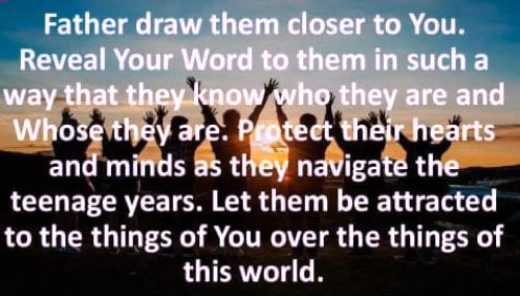 Father draw them closer to You.
Reveal Your Word to them in such a
way that they know who they are and
Whose they are. Protect their hearts
and minds as they navigate the
teenage years. Let them be attracted
to the things of You over the things of
this world.